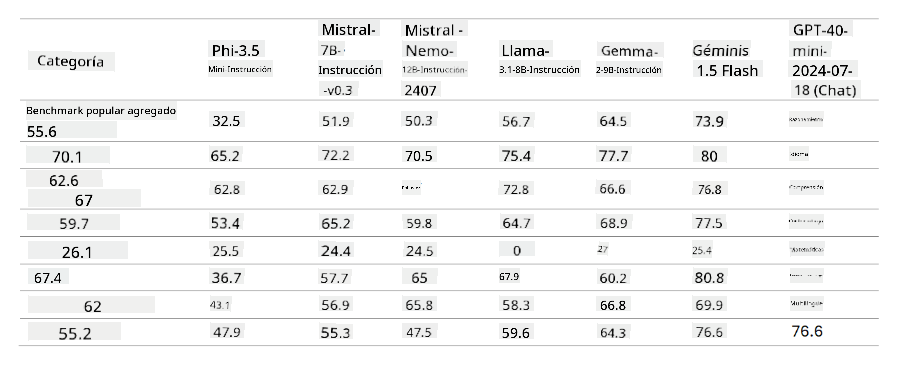 Categoría
Phi-3.5
Mini-Instrucción
Mistral-
7B-·
Instrucción
-v0.3
Mistral -
Nemo-
12B-Instrucción-
2407
Llama-
3.1-8B-Instrucción
Gemma-
2-9B-Instrucción
Géminis
1.5 Flash
GPT-40-
mini-
2024-07-
18 (Chat)
Benchmark popular agregado
55.6 32.5 51.9 50.3 56.7 64.5 73.9 Razonamiento
70.1 65.2 72.2 70.5 75.4 77.7 80 Idioma
62.6
67 62.8 62.9 72.8 66.6 76.8 Comprensión
59.7 53.4 65.2 59.8 64.7 68.9 77.5
26.1 25.5 24.4 24.5 0 27 25.4 Matemáticas
67.4 36.7 57.7 65 67.9 60.2 80.8
62 43.1 56.9 65.8 58.3 66.8 69.9 Multilingüe
55.2 47.9 55.3 47.5 59.6 64.3 76.6 76.6